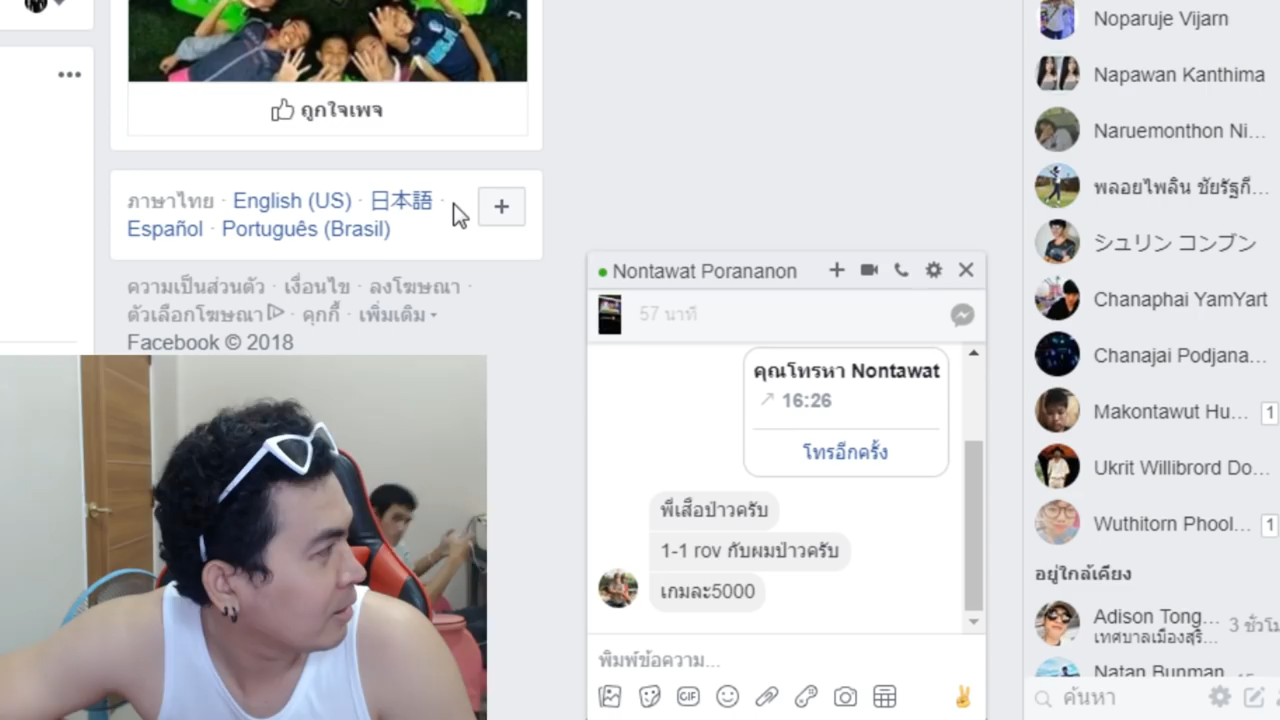 ถูกใจเพจ
ภาษาไทย · English (US) · 日本語 ·
Español · Português (Brasil)
ความเป็นส่วนตัว · เงื่อนไข · ลงโฆษณา ·
ตัวเลือกโฆษณา · คุกกี้ · เพิ่มเติม
Facebook © 2018
Nontawat Porananon
57 นาที
คุณโทรหา Nontawat
16:26
โทรอีกครั้ง
พี่เสือป่าวครับ
1-1 rov กับผมป่าวครับ
เกมละ5000
พิมพ์ข้อความ...
GIF
Noparuje Vijarn
Napawan Kanthima
Naruemonthon Ni...
พลอยไพลิน ชัยรัฐก็...
シュリン コンブン
Chanaphai YamYart
Chanajai Podjana...
Makontawut Hu... 1
Ukrit Willibrord Do...
Wuthitorn Phool... 1
อยู่ใกล้เคียง
Adison Tong...
เทศบาลเมืองสุริ... 3 ชั่วโม
Natan Bunman
ค้นหา